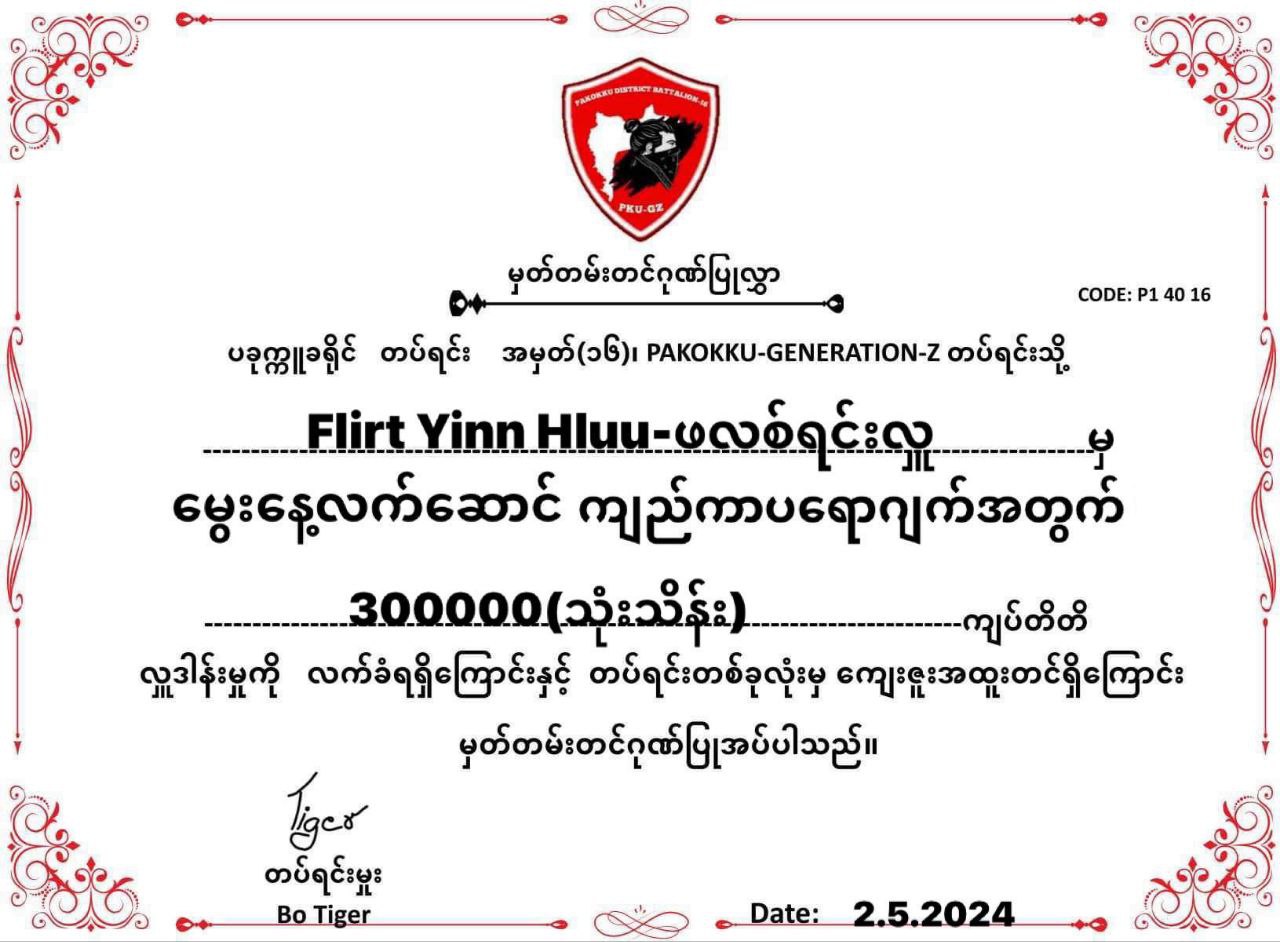 PAKOKKU DISTRICT BATTALION-16
PKU-GZ
မှတ်တမ်းတင်ဂုဏ်ပြုလွှာ
CODE: P1 40 16
ပခုက္ကူခရိုင် တပ်ရင်း အမှတ်(၁၆)၊ PAKOKKU-GENERATION-Z တပ်ရင်းသို့
Flirt Yinn Hluu-ဖလစ်ရင်းလှူ မှ
မွေးနေ့လက်ဆောင် ကျည်ကာပရောဂျက်အတွက်
300000(သုံးသိန်း) ကျပ်တိတိ
လှူဒါန်းမှုကို လက်ခံရရှိကြောင်းနှင့် တပ်ရင်းတစ်ခုလုံးမှ ကျေးဇူးအထူးတင်ရှိကြောင်း
မှတ်တမ်းတင်ဂုဏ်ပြုအပ်ပါသည်။
Tiger
တပ်ရင်းမှူး
Bo Tiger
Date: 2.5.2024